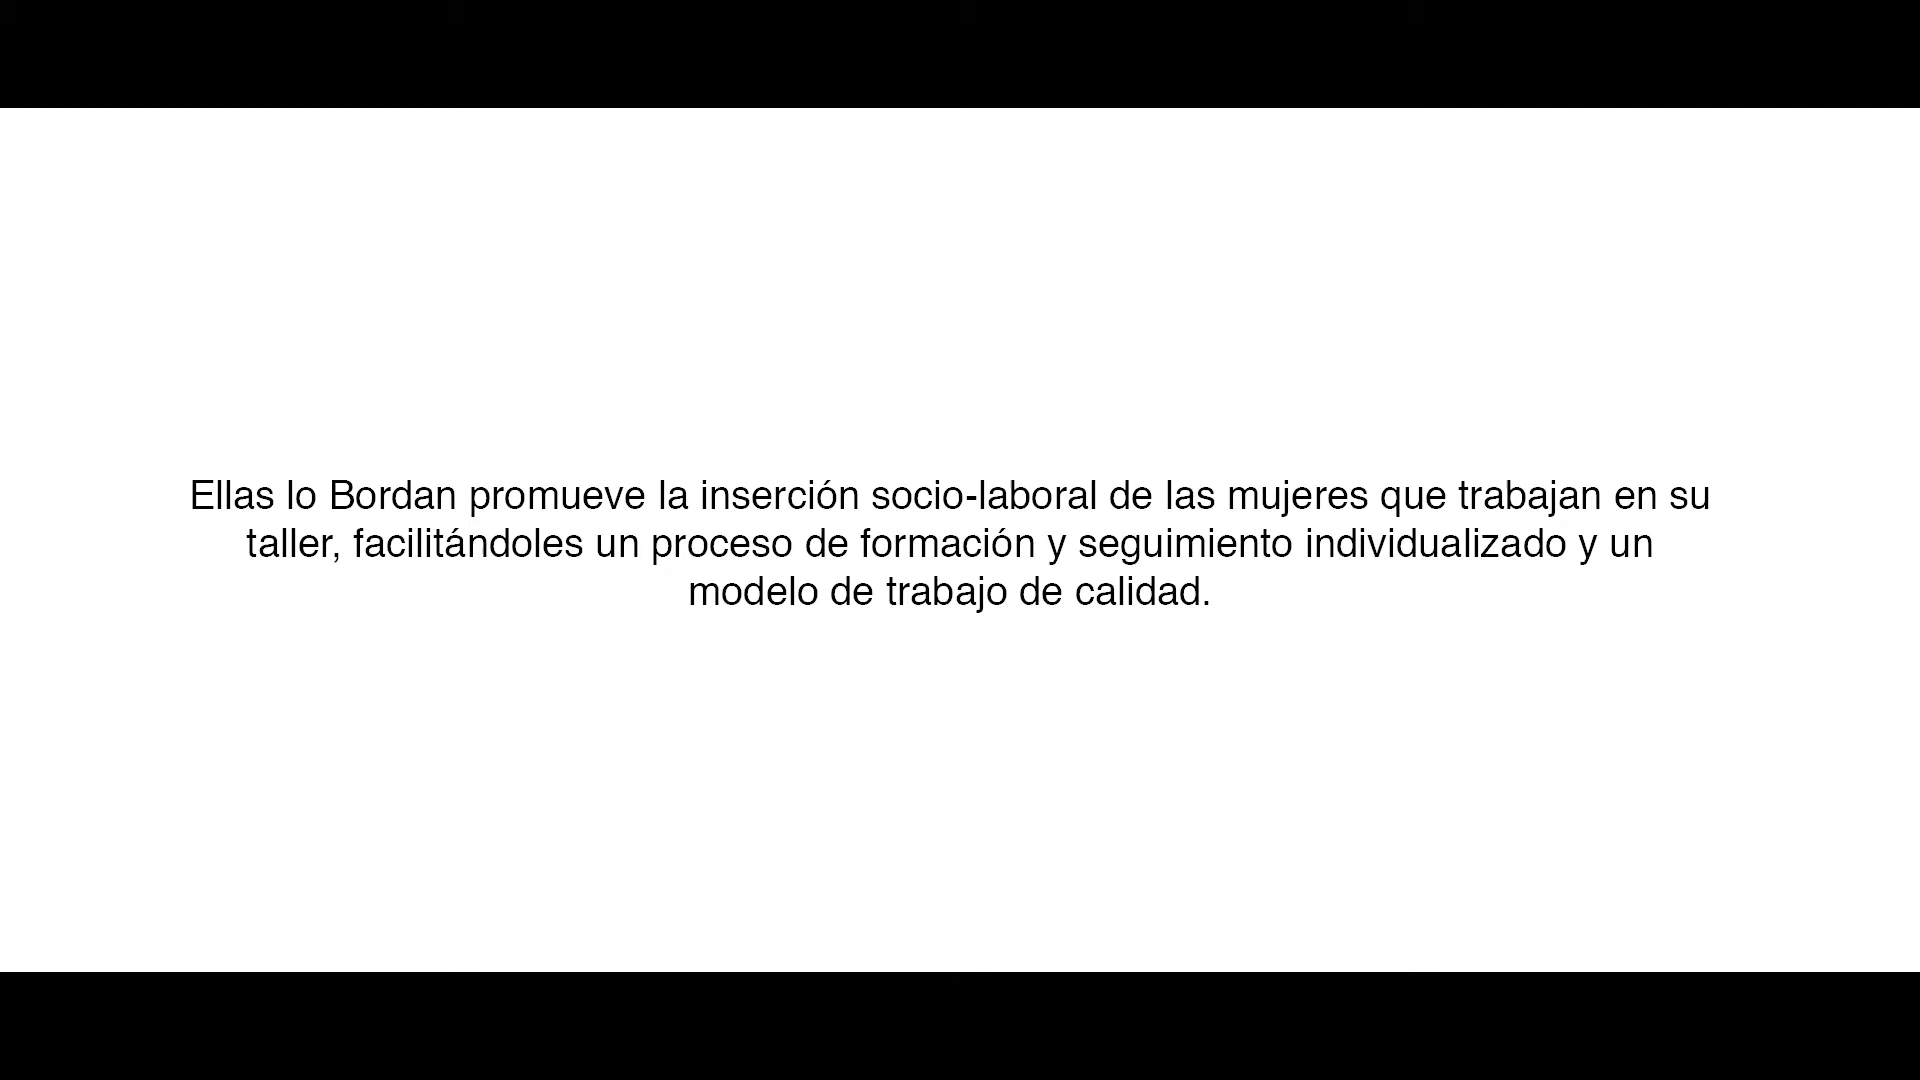 Ellas lo Bordan promueve la inserción socio-laboral de las mujeres que trabajan en su
taller, facilitándoles un proceso de formación y seguimiento individualizado y un
modelo de trabajo de calidad.